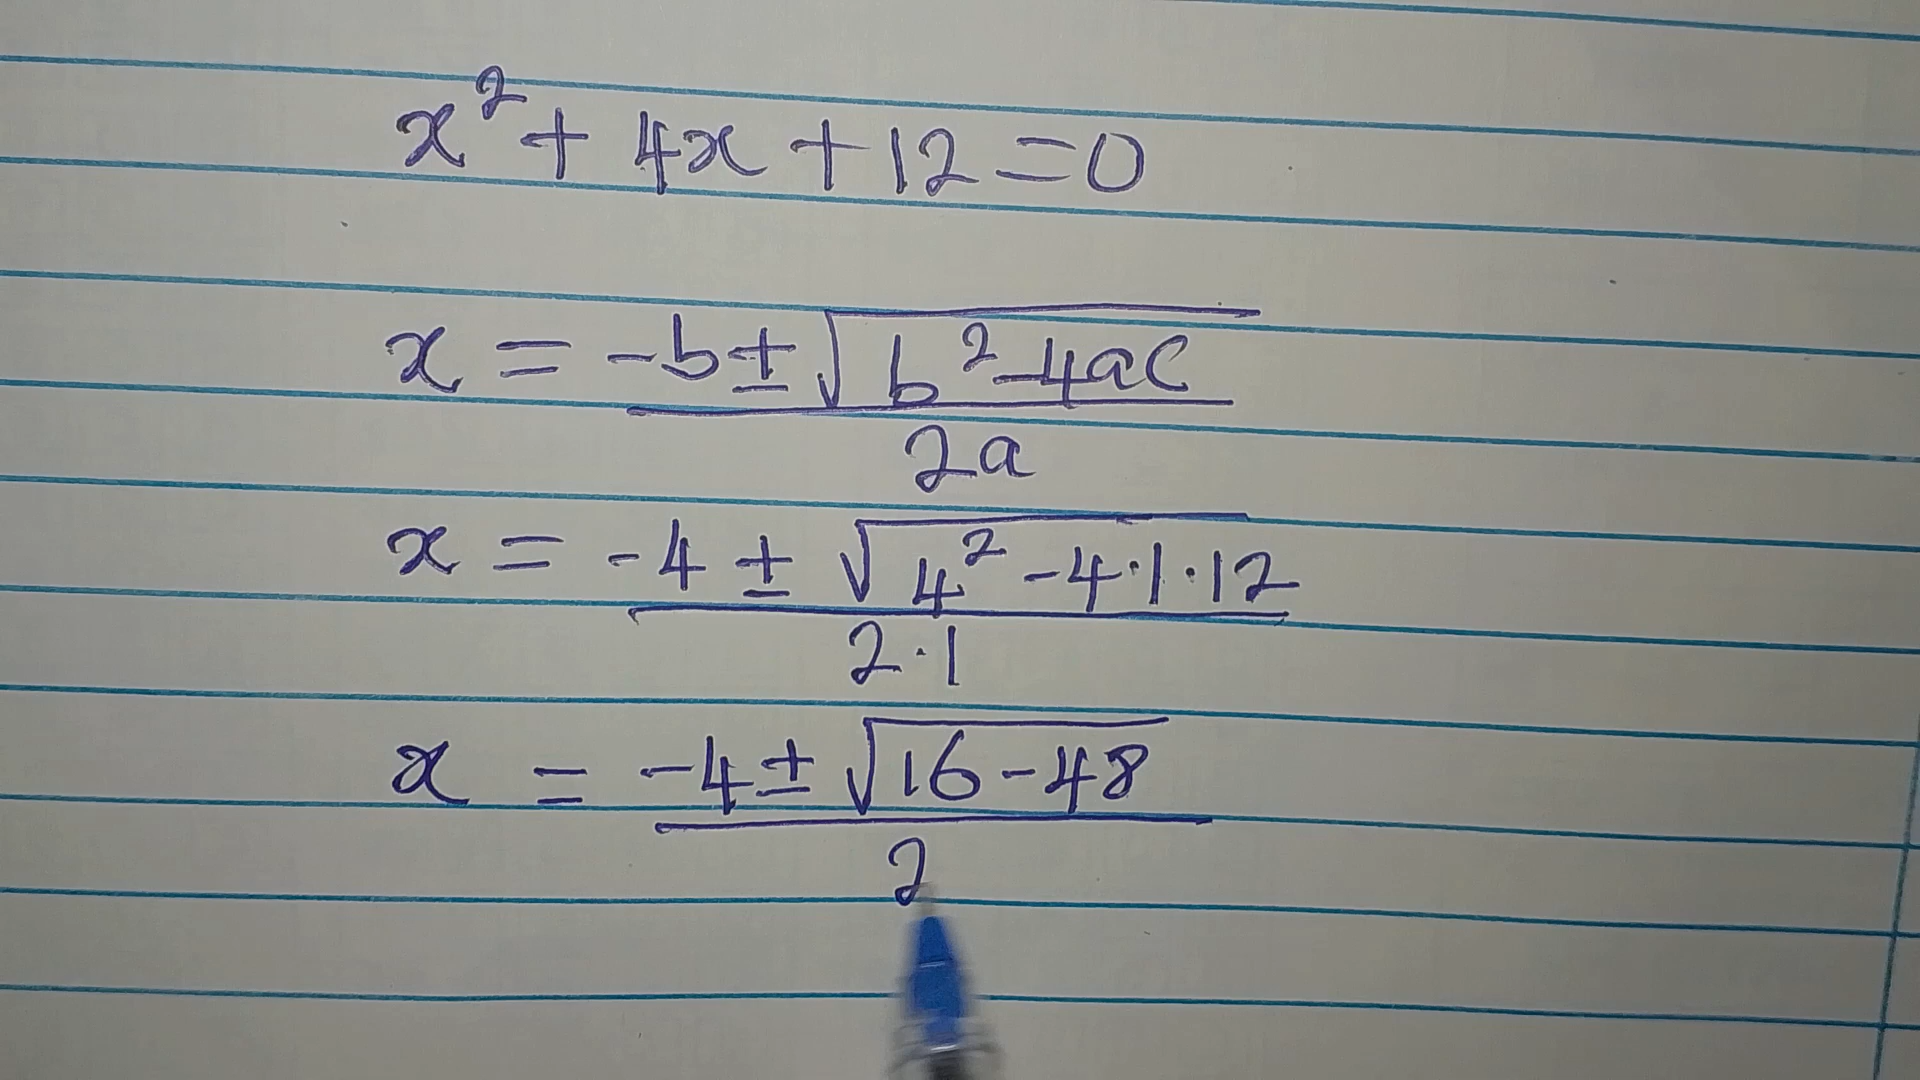 x² + 4x + 12 = 0
x = -b ± √(b² - 4ac) / 2a
x = -4 ± √(4² - 4·1·12) / 2·1
x = -4 ± √(16 - 48) / 2